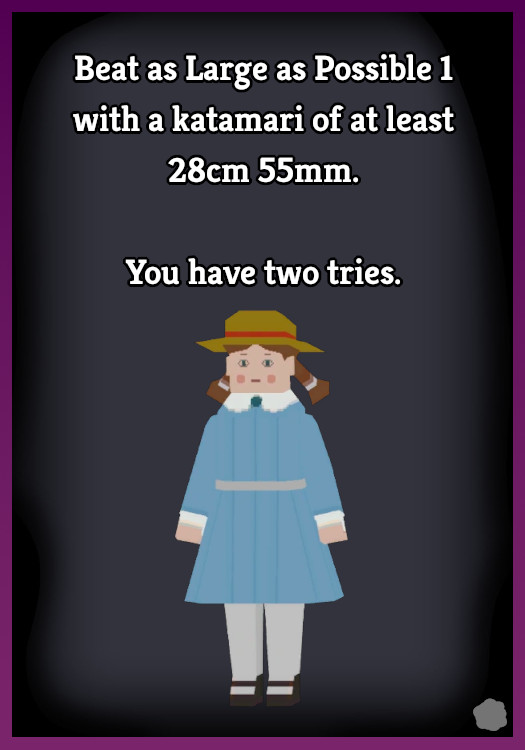 Beat as Large as Possible 1
with a katamari of at least
28cm 55mm.
You have two tries.